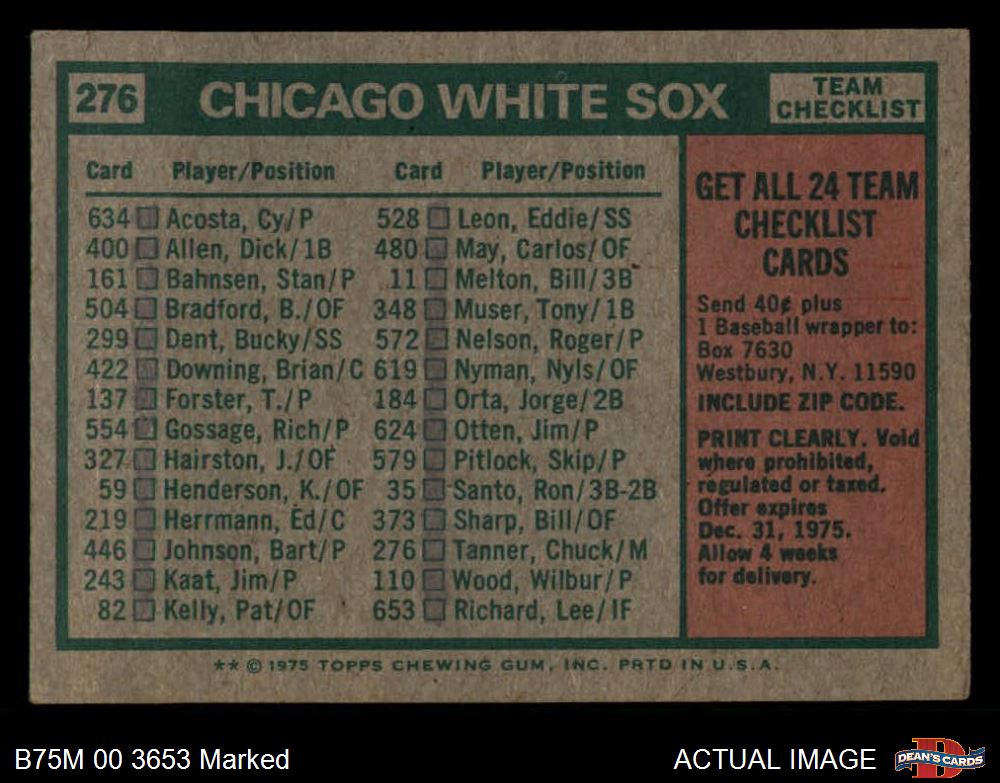 276 CHICAGO WHITE SOX TEAM CHECKLIST
Card Player/Position Card Player/Position
634 Acosta, Cy/P 528 Leon, Eddie/SS
400 Allen, Dick/1B 480 May, Carlos/OF
161 Bahnsen, Stan/P 11 Melton, Bill/3B
504 Bradford, B./OF 348 Muser, Tony/1B
299 Dent, Bucky/SS 572 Nelson, Roger/P
422 Downing, Brian/C 619 Nyman, Nyls/OF
137 Forster, T./P 184 Orta, Jorge/2B
554 Gossage, Rich/P 624 Otten, Jim/P
327 Hairston, J./OF 579 Pitlock, Skip/P
59 Henderson, K./OF 35 Santo, Ron/3B-2B
219 Herrmann, Ed/C 373 Sharp, Bill/OF
446 Johnson, Bart/P 276 Tanner, Chuck/M
243 Kaat, Jim/P 110 Wood, Wilbur/P
82 Kelly, Pat/OF 653 Richard, Lee/IF
GET ALL 24 TEAM
CHECKLIST
CARDS
Send 40¢ plus
1 Baseball wrapper to:
Box 7630
Westbury, N.Y. 11590
INCLUDE ZIP CODE.
PRINT CLEARLY. Void
where prohibited,
regulated or taxed.
Offer expires
Dec. 31, 1975.
Allow 4 weeks
for delivery.
** © 1975 TOPPS CHEWING GUM, INC. PRTD IN U.S.A.
B75M 00 3653 Marked
ACTUAL IMAGE
D
DEAN'S CARDS